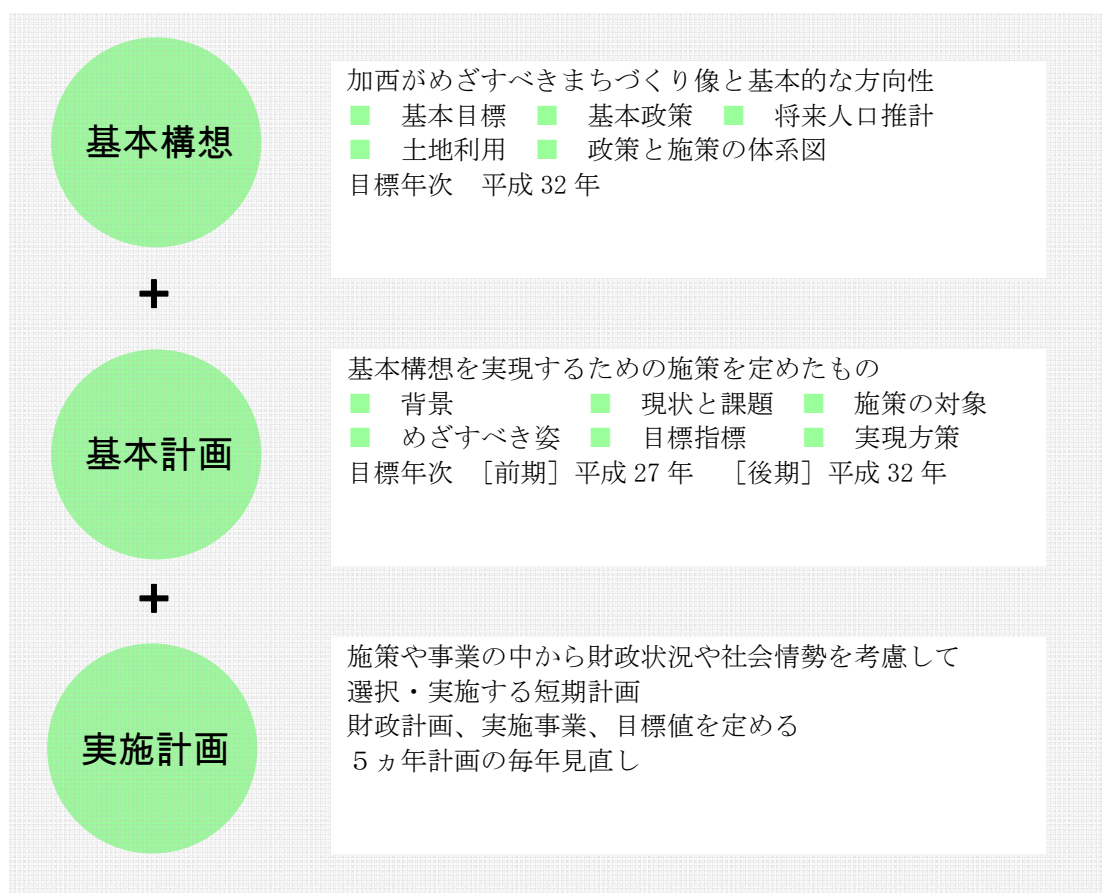 基本構想
加西がめざすべきまちづくり像と基本的な方向性
■ 基本目標 ■ 基本政策 ■ 将来人口推計
■ 土地利用 ■ 政策と施策の体系図
目標年次 平成 32 年
+
基本計画
基本構想を実現するための施策を定めたもの
■ 背景 ■ 現状と課題 ■ 施策の対象
■ めざすべき姿 ■ 目標指標 ■ 実現方策
目標年次 ［前期］平成 27 年 ［後期］平成 32 年
+
実施計画
施策や事業の中から財政状況や社会情勢を考慮して
選択・実施する短期計画
財政計画、実施事業、目標値を定める
５ヵ年計画の毎年見直し